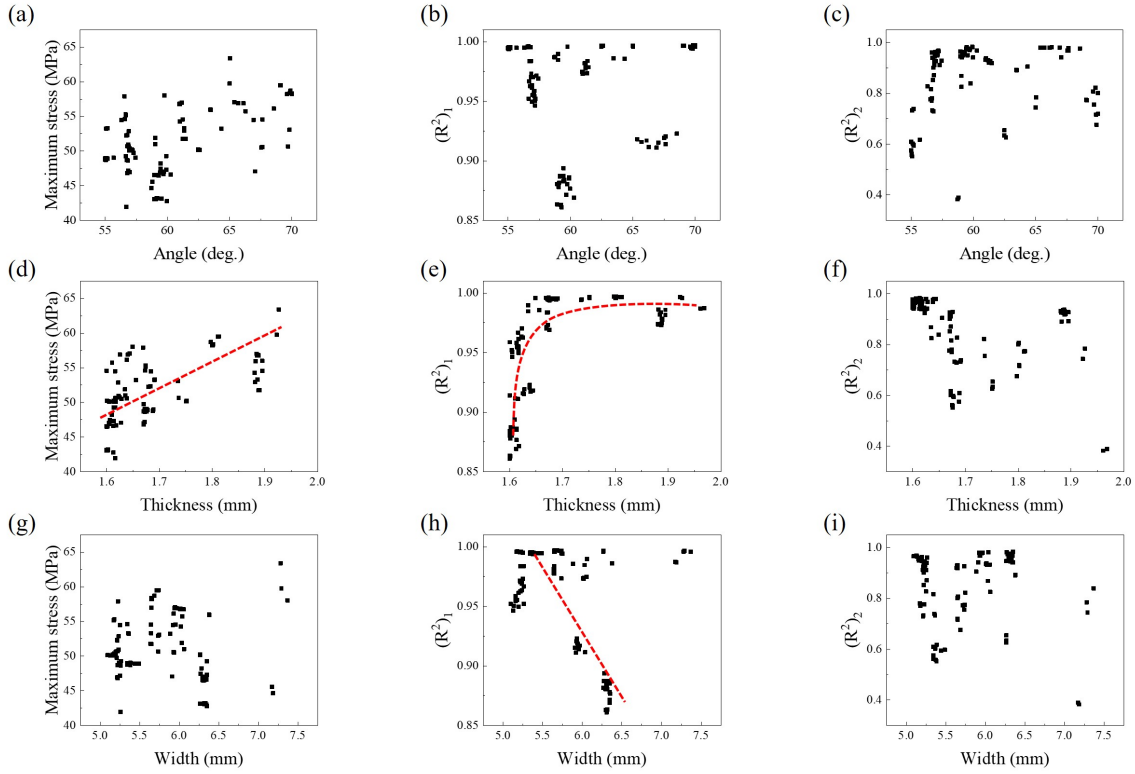 (a)
Maximum stress (MPa)
65
60
55
50
45
40
55 60 65 70
Angle (deg.)
(b)
(R²)₁
1.00
0.95
0.90
0.85
55 60 65 70
Angle (deg.)
(c)
(R²)₂
1.0
0.8
0.6
0.4
55 60 65 70
Angle (deg.)
(d)
Maximum stress (MPa)
65
60
55
50
45
40
1.6 1.7 1.8 1.9 2.0
Thickness (mm)
(e)
(R²)₁
1.00
0.95
0.90
0.85
1.6 1.7 1.8 1.9 2.0
Thickness (mm)
(f)
(R²)₂
1.0
0.8
0.6
0.4
1.6 1.7 1.8 1.9 2.0
Thickness (mm)
(g)
Maximum stress (MPa)
65
60
55
50
45
40
5.0 5.5 6.0 6.5 7.0 7.5
Width (mm)
(h)
(R²)₁
1.00
0.95
0.90
0.85
5.0 5.5 6.0 6.5 7.0 7.5
Width (mm)
(i)
(R²)₂
1.0
0.8
0.6
0.4
5.0 5.5 6.0 6.5 7.0 7.5
Width (mm)